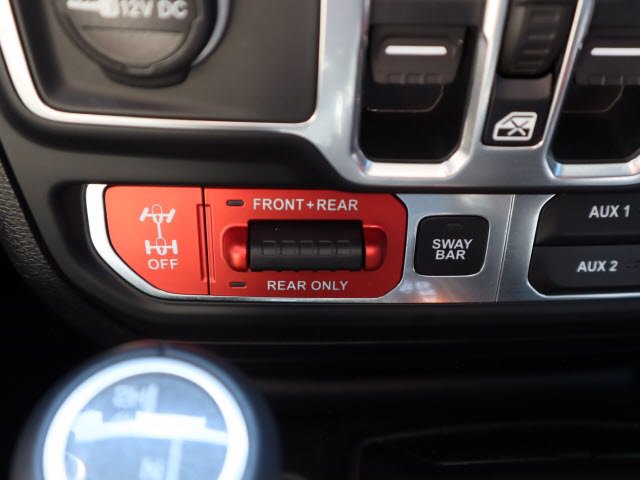 12V DC
FRONT+REAR
OFF
REAR ONLY
SWAY
BAR
AUX 1
AUX 2
N